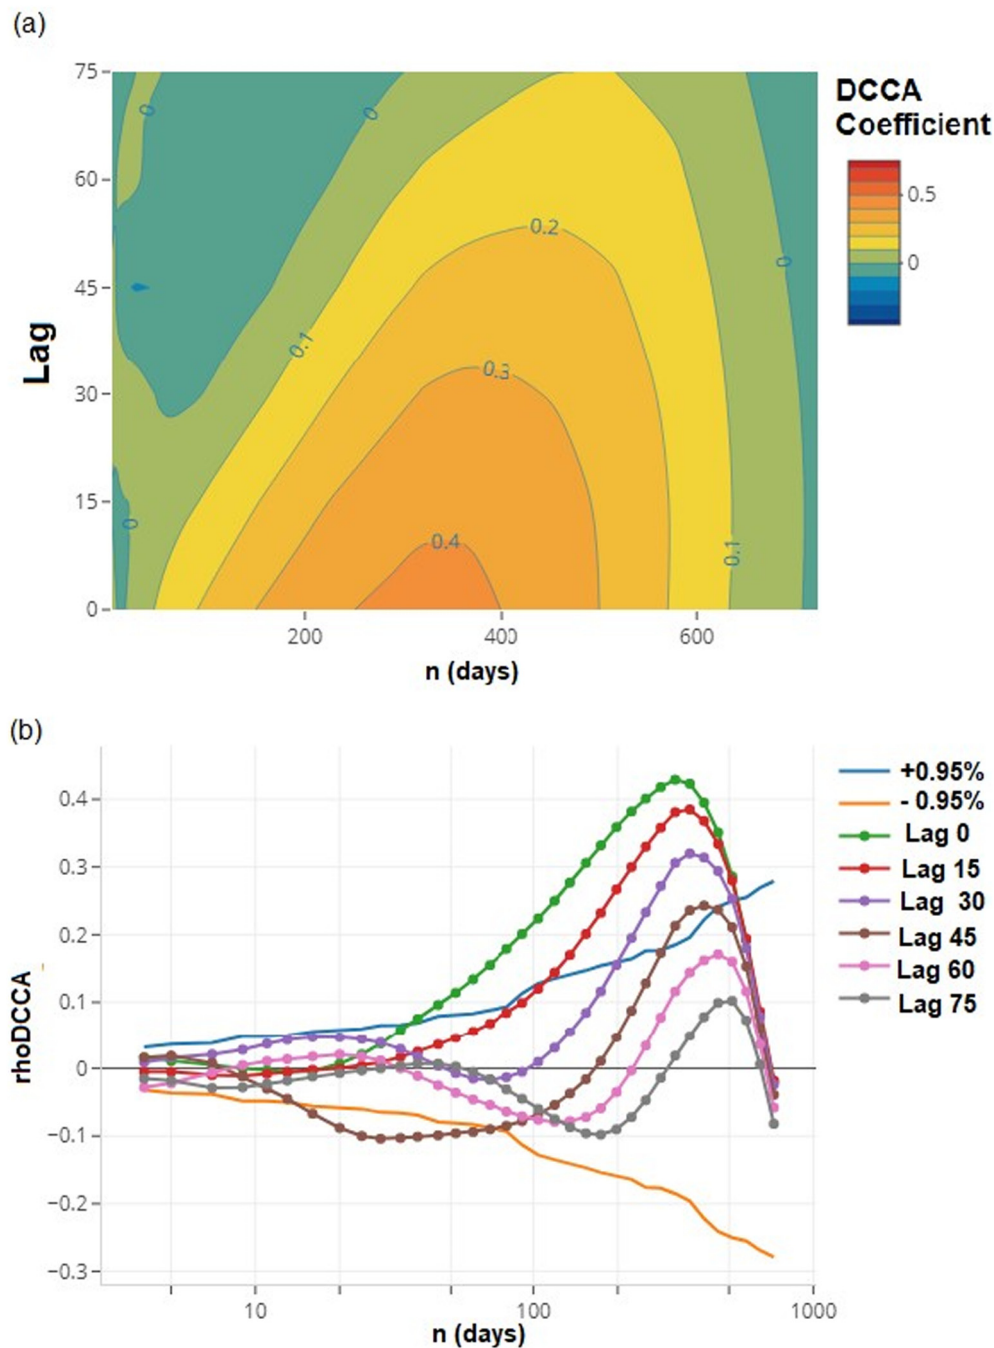 (a)
75
60
45
30
15
0
Lag
0
0
0.2
0
0.1
0.3
0
0.4
0.1
200
400
600
n (days)
DCCA
Coefficient
0.5
0
(b)
0.4
0.3
0.2
0.1
0
−0.1
−0.2
−0.3
rhoDCCA
10
100
1000
n (days)
+0.95%
- 0.95%
Lag 0
Lag 15
Lag 30
Lag 45
Lag 60
Lag 75